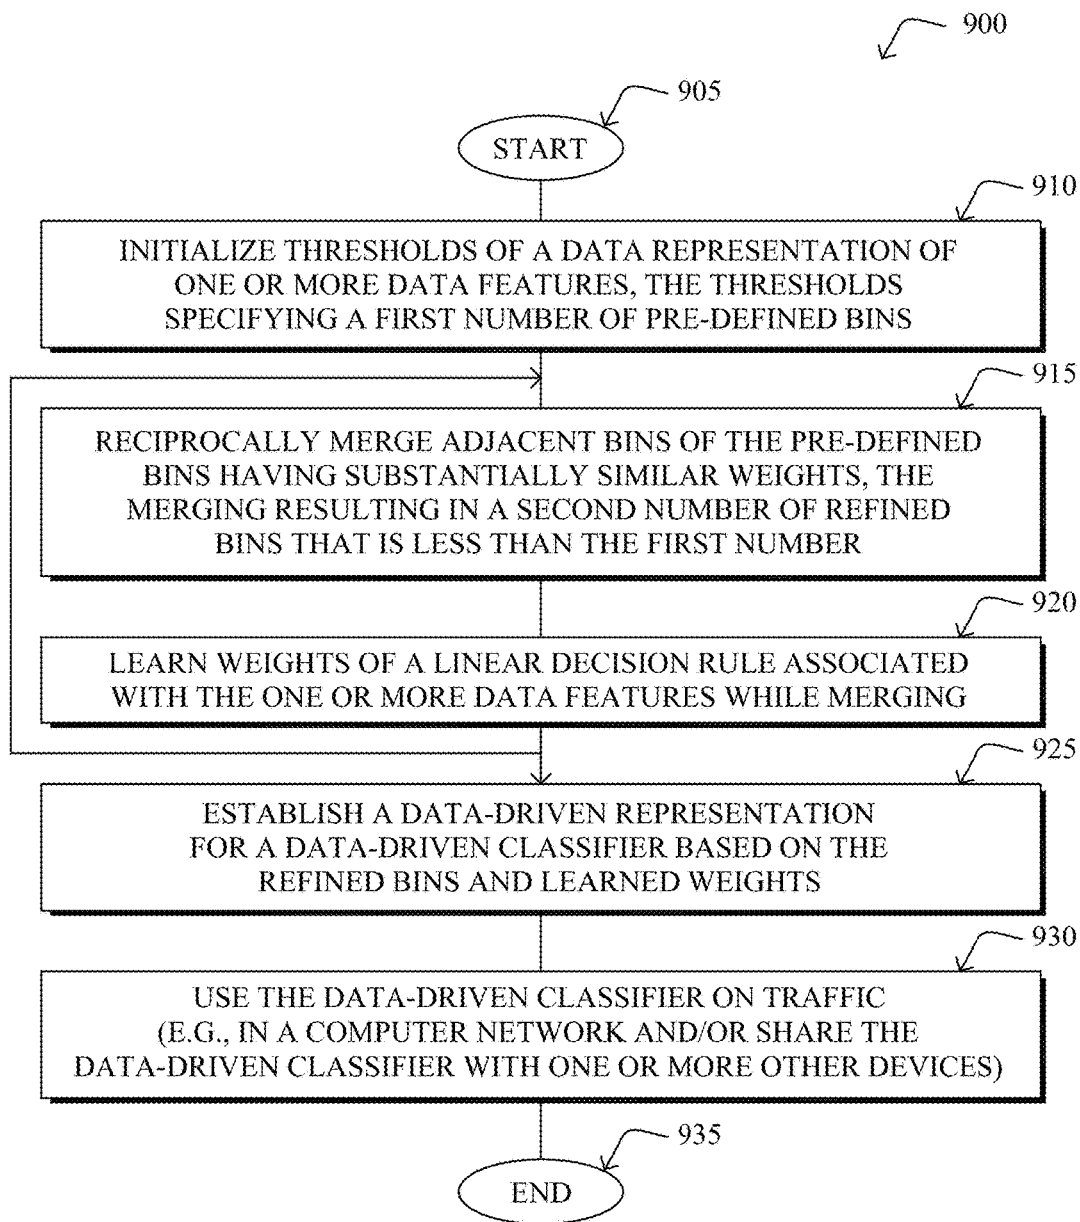 900
905
START
910
INITIALIZE THRESHOLDS OF A DATA REPRESENTATION OF
ONE OR MORE DATA FEATURES, THE THRESHOLDS
SPECIFYING A FIRST NUMBER OF PRE-DEFINED BINS
915
RECIPROCALLY MERGE ADJACENT BINS OF THE PRE-DEFINED
BINS HAVING SUBSTANTIALLY SIMILAR WEIGHTS, THE
MERGING RESULTING IN A SECOND NUMBER OF REFINED
BINS THAT IS LESS THAN THE FIRST NUMBER
920
LEARN WEIGHTS OF A LINEAR DECISION RULE ASSOCIATED
WITH THE ONE OR MORE DATA FEATURES WHILE MERGING
925
ESTABLISH A DATA-DRIVEN REPRESENTATION
FOR A DATA-DRIVEN CLASSIFIER BASED ON THE
REFINED BINS AND LEARNED WEIGHTS
930
USE THE DATA-DRIVEN CLASSIFIER ON TRAFFIC
(E.G., IN A COMPUTER NETWORK AND/OR SHARE THE
DATA-DRIVEN CLASSIFIER WITH ONE OR MORE OTHER DEVICES)
935
END